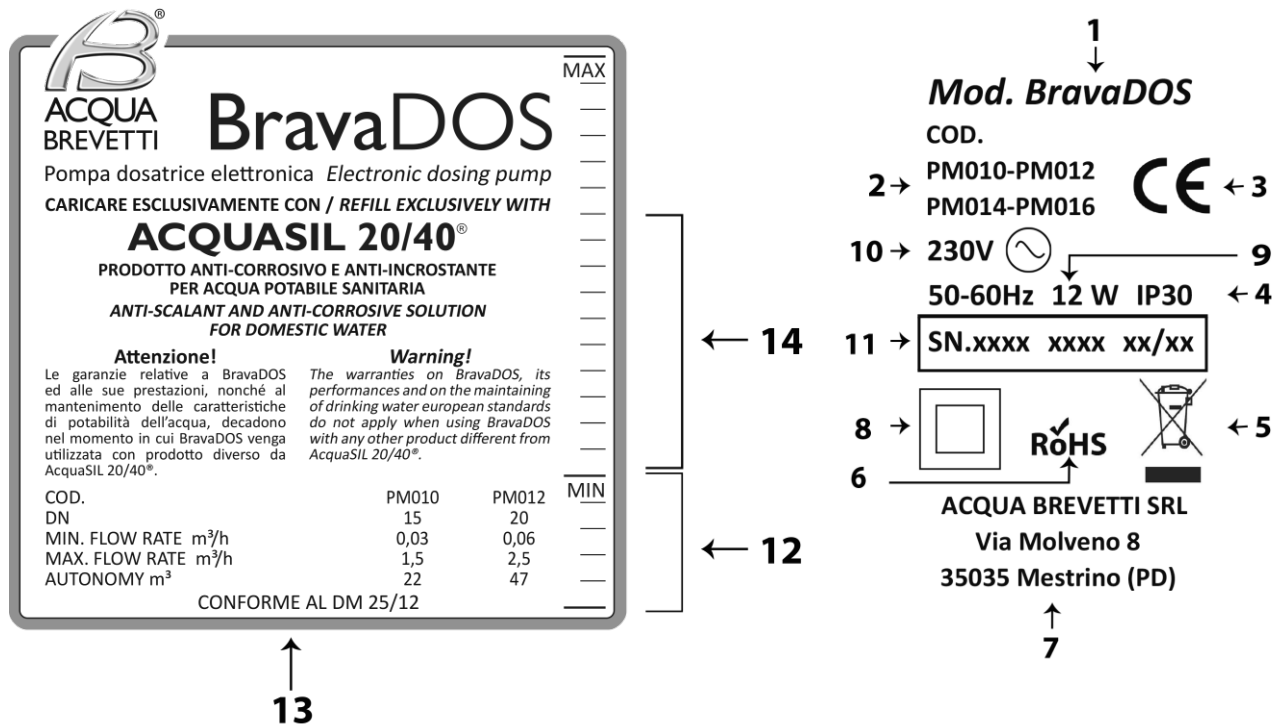 ®
ACQUA
BREVETTI
BravaDOS
MAX
Pompa dosatrice elettronica Electronic dosing pump
CARICARE ESCLUSIVAMENTE CON / REFILL EXCLUSIVELY WITH
ACQUASIL 20/40®
PRODOTTO ANTI-CORROSIVO E ANTI-INCROSTANTE
PER ACQUA POTABILE SANITARIA
ANTI-SCALANT AND ANTI-CORROSIVE SOLUTION
FOR DOMESTIC WATER
Attenzione!
Le garanzie relative a BravaDOS
ed alle sue prestazioni, nonché al
mantenimento delle caratteristiche
di potabilità dell'acqua, decadono
nel momento in cui BravaDOS venga
utilizzata con prodotto diverso da
AcquaSIL 20/40®.
Warning!
The warranties on BravaDOS, its
performances and on the maintaining
of drinking water european standards
do not apply when using BravaDOS
with any other product different from
AcquaSIL 20/40®.
MIN
COD. PM010 PM012
DN 15 20
MIN. FLOW RATE m³/h 0,03 0,06
MAX. FLOW RATE m³/h 1,5 2,5
AUTONOMY m³ 22 47
CONFORME AL DM 25/12
14
12
13
1
Mod. BravaDOS
COD.
2 PM010-PM012 CE 3
PM014-PM016
10 230V 9
50-60Hz 12 W IP30 4
11 SN.xxxx xxxx xx/xx
8 RoHS 5
6
ACQUA BREVETTI SRL
Via Molveno 8
35035 Mestrino (PD)
7